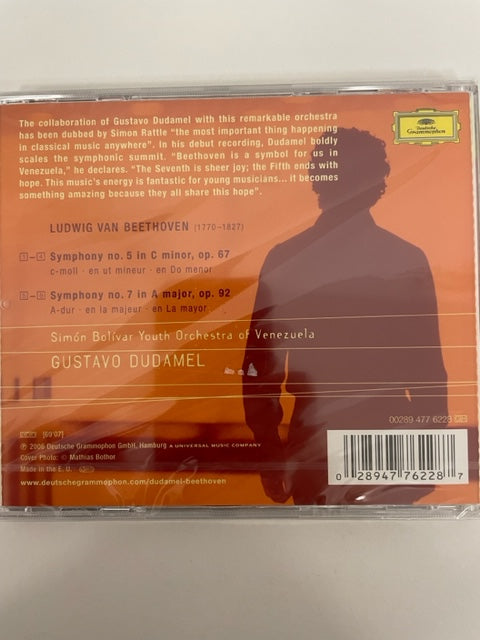 The collaboration of Gustavo Dudamel with this remarkable orchestra
has been dubbed by Simon Rattle “the most important thing happening
in classical music anywhere”. In his debut recording, Dudamel boldly
scales the symphonic summit. “Beethoven is a symbol for us in
Venezuela,” he declares. “The Seventh is sheer joy; the Fifth ends with
hope. This music’s energy is fantastic for young musicians... it becomes
something amazing because they all share this hope”.
Deutsche
Grammophon
LUDWIG VAN BEETHOVEN (1770–1827)
1–4 Symphony no. 5 in C minor, op. 67
c-moll · en ut mineur · en Do menor
5–8 Symphony no. 7 in A major, op. 92
A-dur · en la majeur · en La mayor
Simón Bolívar Youth Orchestra of Venezuela
GUSTAVO DUDAMEL
00289 477 6228
[69'07]
℗ 2006 Deutsche Grammophon GmbH, Hamburg A UNIVERSAL MUSIC COMPANY
Cover Photo: © Mathias Bothor
Made in the E. U.
www.deutschegrammophon.com/dudamel-beethoven
0 28947 76228 7